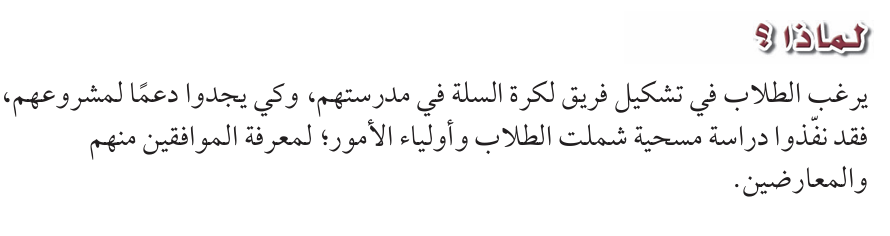 لماذا ؟
يرغب الطلاب في تشكيل فريق لكرة السلة في مدرستهم، وكي يجدوا دعمًا لمشروعهم،
فقد نفّذوا دراسة مسحية شملت الطلاب وأولياء الأمور؛ لمعرفة الموافقين منهم
والمعارضين.